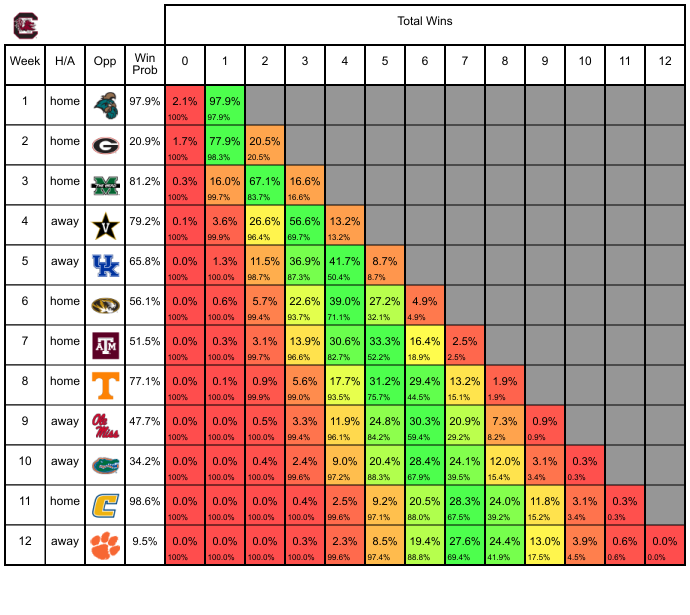 Total Wins
Week H/A Opp Win Prob 0 1 2 3 4 5 6 7 8 9 10 11 12
1 home 97.9% 2.1% 97.9%
100% 97.9%
2 home G 20.9% 1.7% 77.9% 20.5%
100% 98.3% 20.5%
3 home M THE HERD 81.2% 0.3% 16.0% 67.1% 16.6%
100% 99.7% 83.7% 16.6%
4 away V 79.2% 0.1% 3.6% 26.6% 56.6% 13.2%
100% 99.9% 96.4% 69.7% 13.2%
5 away UK 65.8% 0.0% 1.3% 11.5% 36.9% 41.7% 8.7%
100% 100.0% 98.7% 87.3% 50.4% 8.7%
6 home 56.1% 0.0% 0.6% 5.7% 22.6% 39.0% 27.2% 4.9%
100% 100.0% 99.4% 93.7% 71.1% 32.1% 4.9%
7 home ATM 51.5% 0.0% 0.3% 3.1% 13.9% 30.6% 33.3% 16.4% 2.5%
100% 100.0% 99.7% 96.6% 82.7% 52.2% 18.9% 2.5%
8 home T 77.1% 0.0% 0.1% 0.9% 5.6% 17.7% 31.2% 29.4% 13.2% 1.9%
100% 100.0% 99.9% 99.0% 93.5% 75.7% 44.5% 15.1% 1.9%
9 away Ole Miss 47.7% 0.0% 0.0% 0.5% 3.3% 11.9% 24.8% 30.3% 20.9% 7.3% 0.9%
100% 100.0% 100.0% 99.4% 96.1% 84.2% 59.4% 29.2% 8.2% 0.9%
10 away 34.2% 0.0% 0.0% 0.4% 2.4% 9.0% 20.4% 28.4% 24.1% 12.0% 3.1% 0.3%
100% 100.0% 100.0% 99.6% 97.2% 88.3% 67.9% 39.5% 15.4% 3.4% 0.3%
11 home C 98.6% 0.0% 0.0% 0.0% 0.4% 2.5% 9.2% 20.5% 28.3% 24.0% 11.8% 3.1% 0.3%
100% 100.0% 100.0% 100.0% 99.6% 97.1% 88.0% 67.5% 39.2% 15.2% 3.4% 0.3%
12 away 9.5% 0.0% 0.0% 0.0% 0.3% 2.3% 8.5% 19.4% 27.6% 24.4% 13.0% 3.9% 0.6% 0.0%
100% 100.0% 100.0% 100.0% 99.6% 97.4% 88.8% 69.4% 41.9% 17.5% 4.5% 0.6% 0.0%